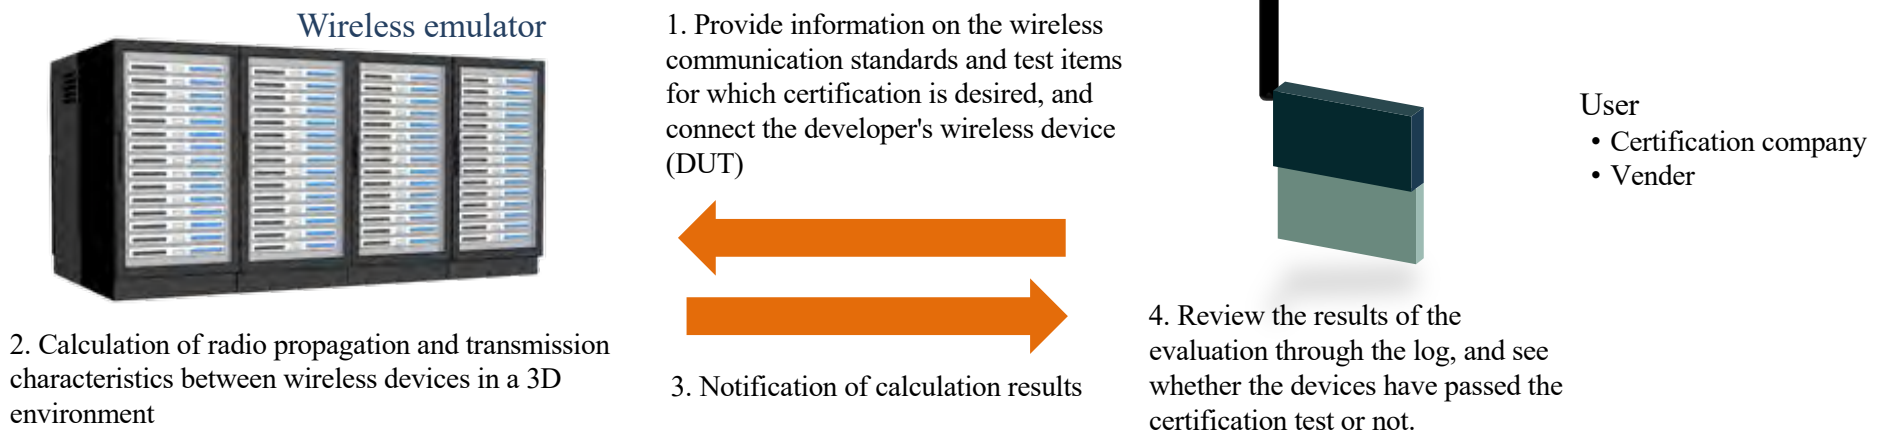 Wireless emulator
1. Provide information on the wireless
communication standards and test items
for which certification is desired, and
connect the developer's wireless device
(DUT)
User
• Certification company
• Vender
2. Calculation of radio propagation and transmission
characteristics between wireless devices in a 3D
environment
3. Notification of calculation results
4. Review the results of the
evaluation through the log, and see
whether the devices have passed the
certification test or not.